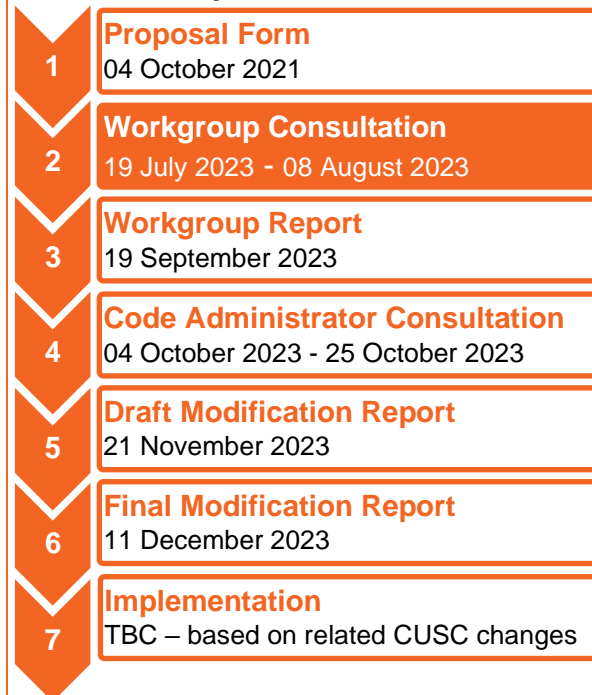 Proposal Form
1
04 October 2021
Workgroup Consultation
2
19 July 2023 - 08 August 2023
Workgroup Report
3
19 September 2023
Code Administrator Consultation
4
04 October 2023 - 25 October 2023
Draft Modification Report
5
21 November 2023
Final Modification Report
6
11 December 2023
Implementation
7
TBC – based on related CUSC changes